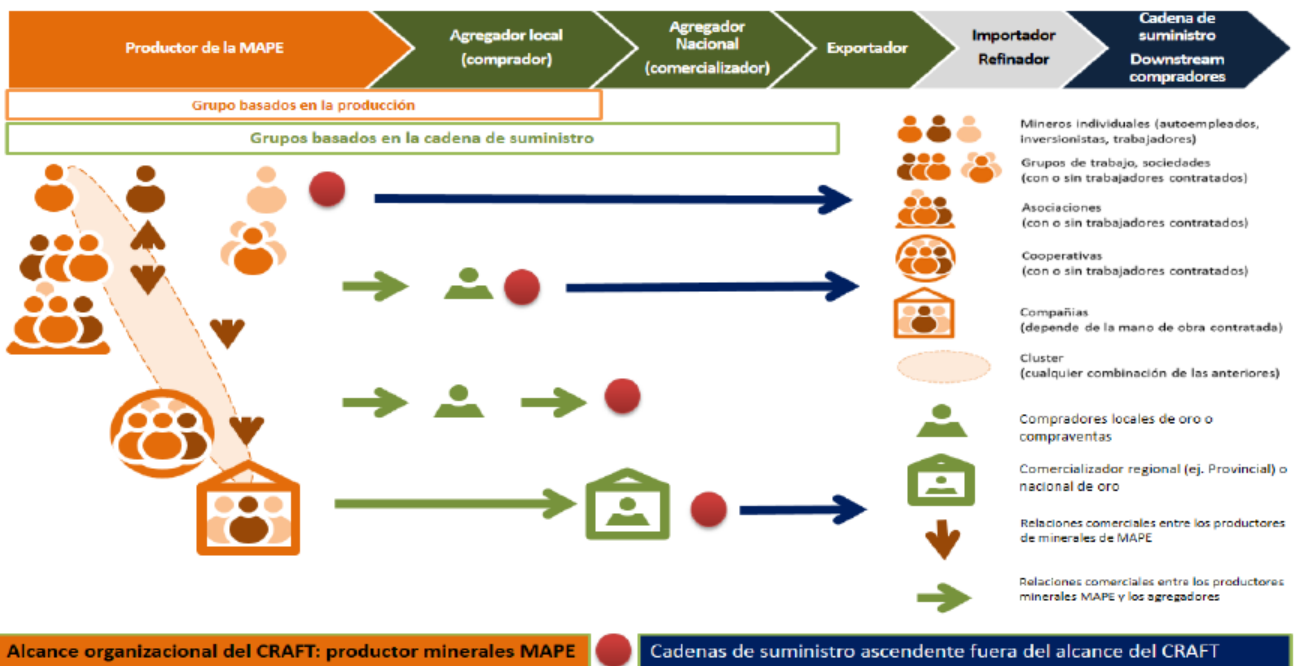 Productor de la MAPE
Agregador local
(comprador)
Agregador
Nacional
(comercializador)
Exportador
Importador
Refinador
Cadena de
suministro
Downstream
compradores
Grupo basados en la producción
Grupos basados en la cadena de suministro
Mineros individuales (autoempleados,
inversionistas, trabajadores)
Grupos de trabajo, sociedades
(con o sin trabajadores contratados)
Asociaciones
(con o sin trabajadores contratados)
Cooperativas
(con o sin trabajadores contratados)
Compañias
(depende de la mano de obra contratada)
Cluster
(cualquier combinación de las anteriores)
Compradores locales de oro o
compraventas
Comercializador regional (ej. Provincial) o
nacional de oro
Relaciones comerciales entre los productores
de minerales de MAPE
Relaciones comerciales entre los productores
minerales MAPE y los agregadores
Alcance organizacional del CRAFT: productor minerales MAPE
Cadenas de suministro ascendente fuera del alcance del CRAFT